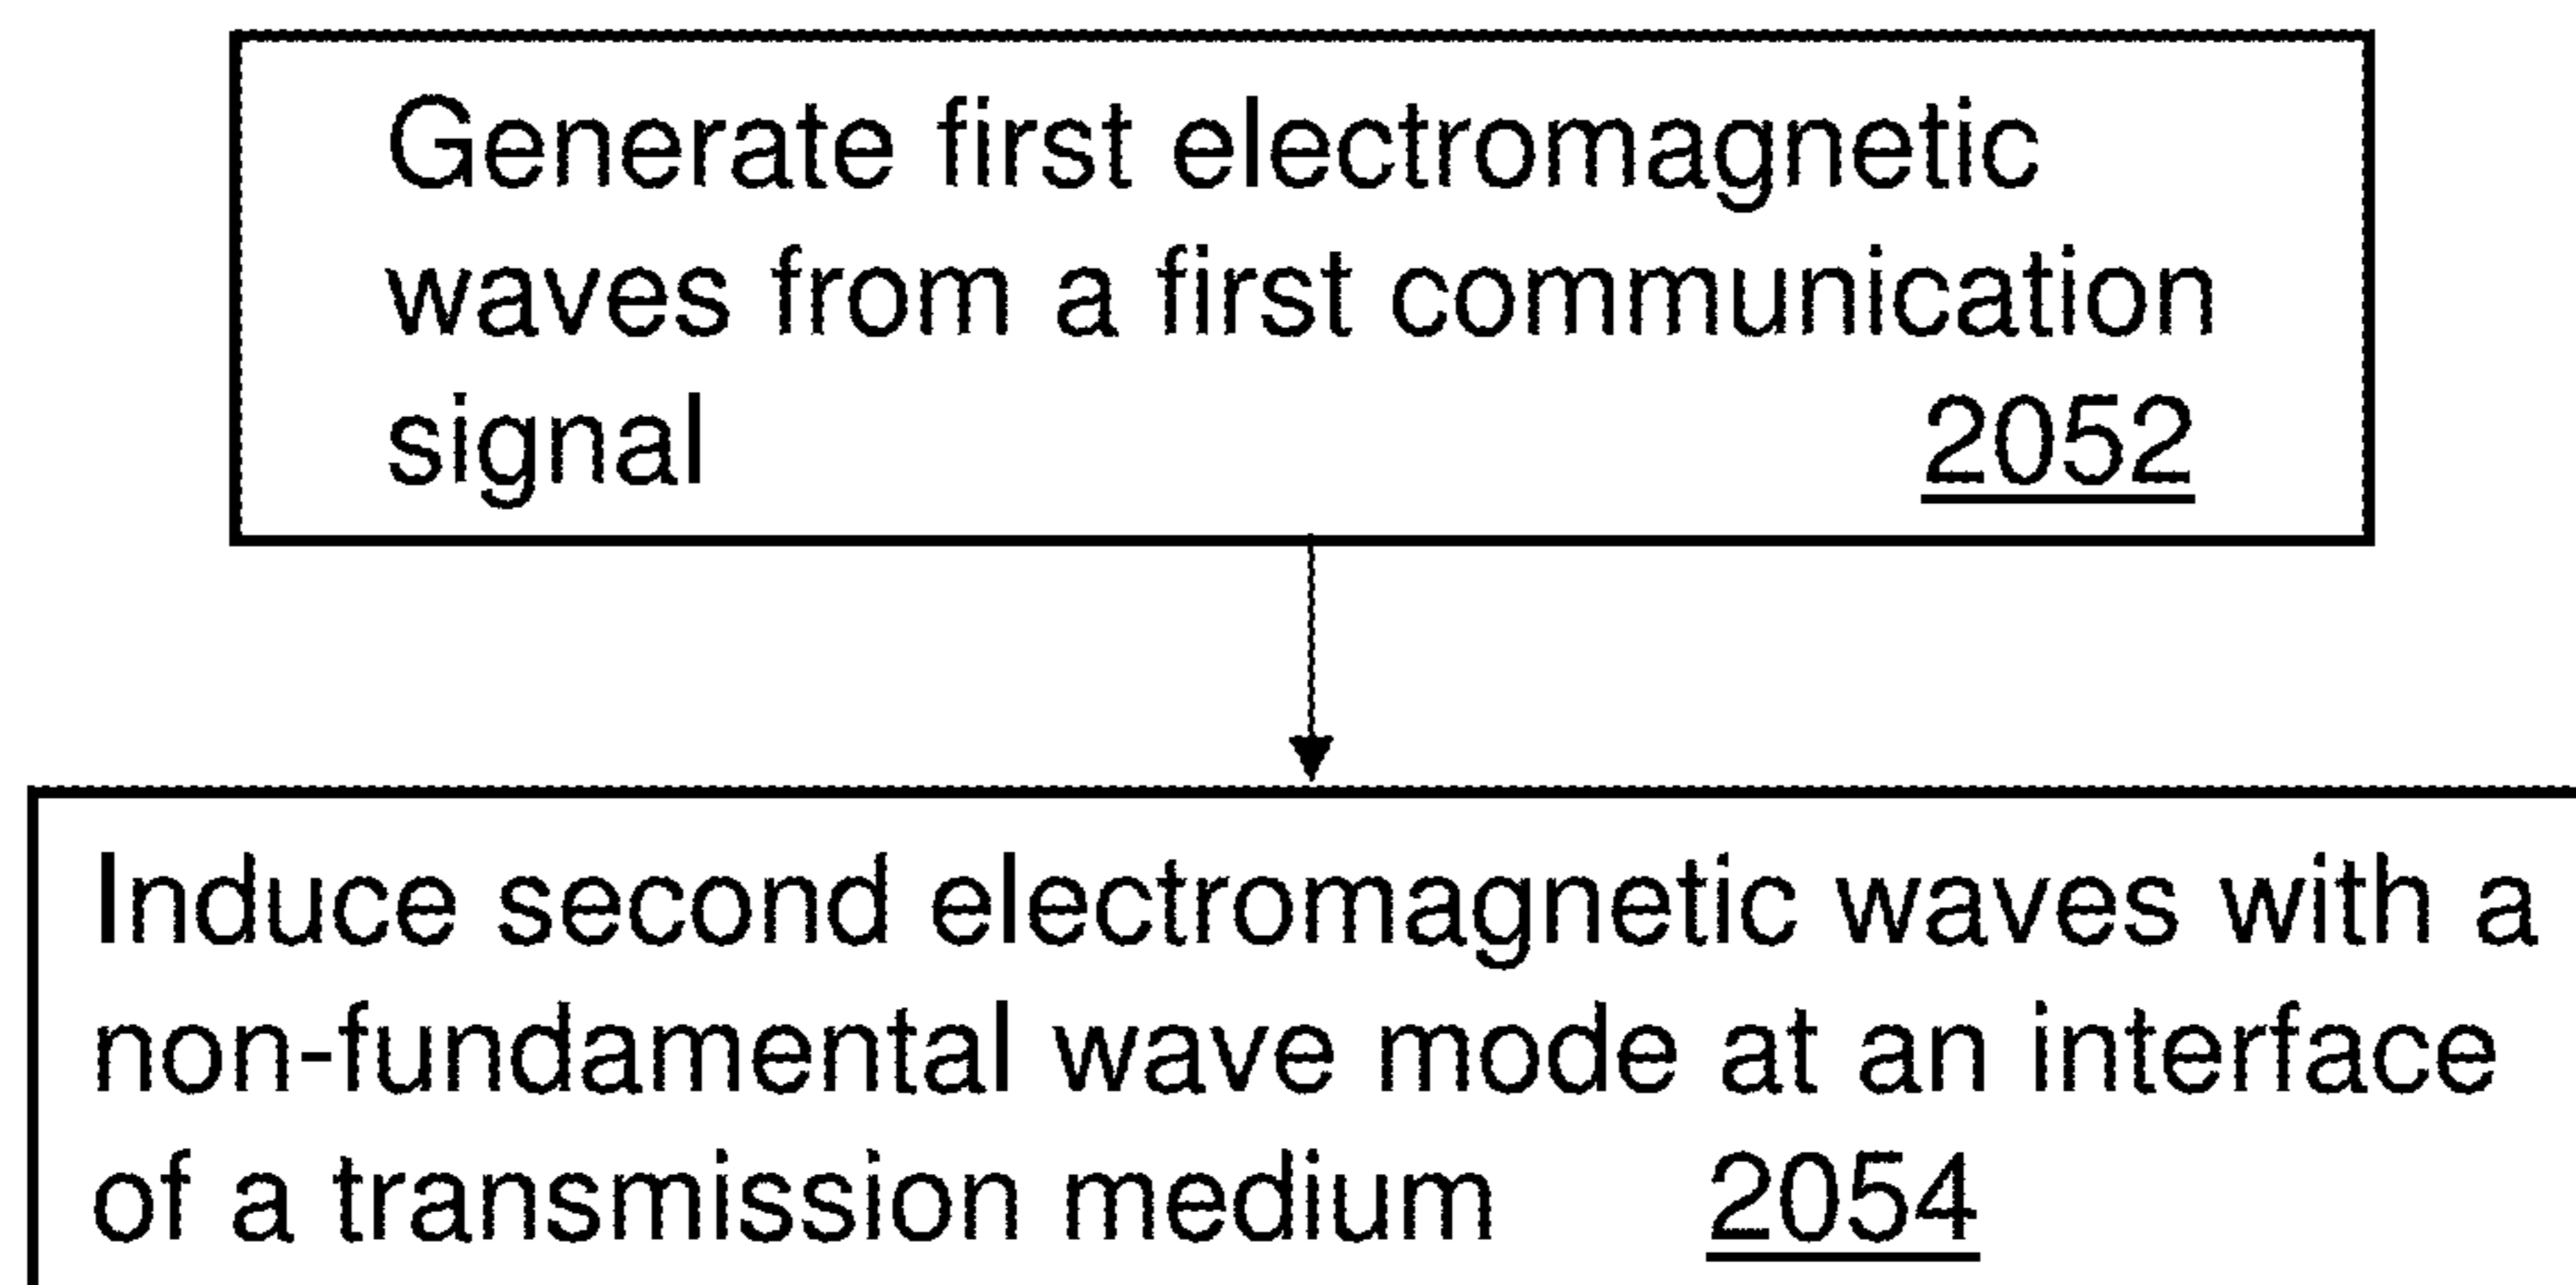 Generate first electromagnetic
waves from a first communication
signal 2052
Induce second electromagnetic waves with a
non-fundamental wave mode at an interface
of a transmission medium 2054